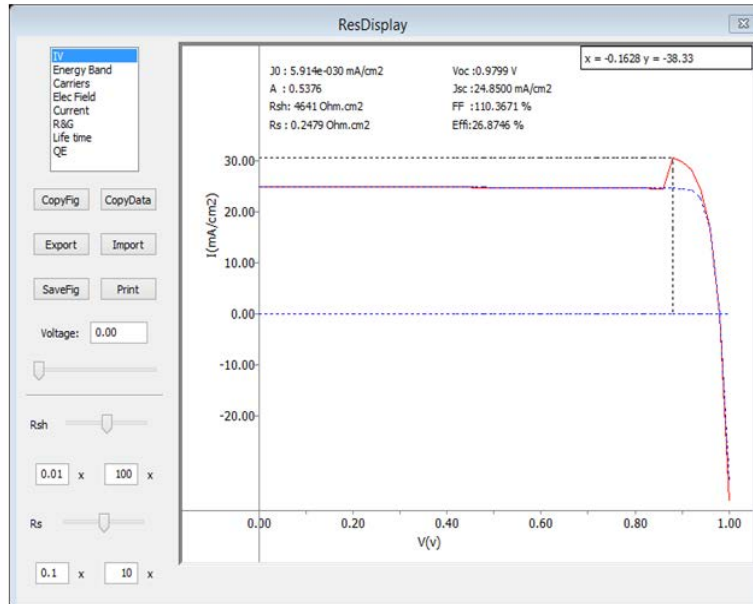 ResDisplay
IV
Energy Band
Carriers
Elec Field
Current
R&G
Life time
QE
CopyFig CopyData
Export Import
SaveFig Print
Voltage: 0.00
Rsh
0.01 x 100 x
Rs
0.1 x 10 x
x = -0.1628 y = -38.33
J0 : 5.914e-030 mA/cm2 Voc :0.9799 V
A : 0.5376 Jsc :24.8500 mA/cm2
Rsh: 4641 Ohm.cm2 FF :110.3671 %
Rs : 0.2479 Ohm.cm2 Effi:26.8746 %
I(mA/cm2)
30.00
20.00
10.00
0.00
-10.00
-20.00
0.00 0.20 0.40 0.60 0.80 1.00
V(v)